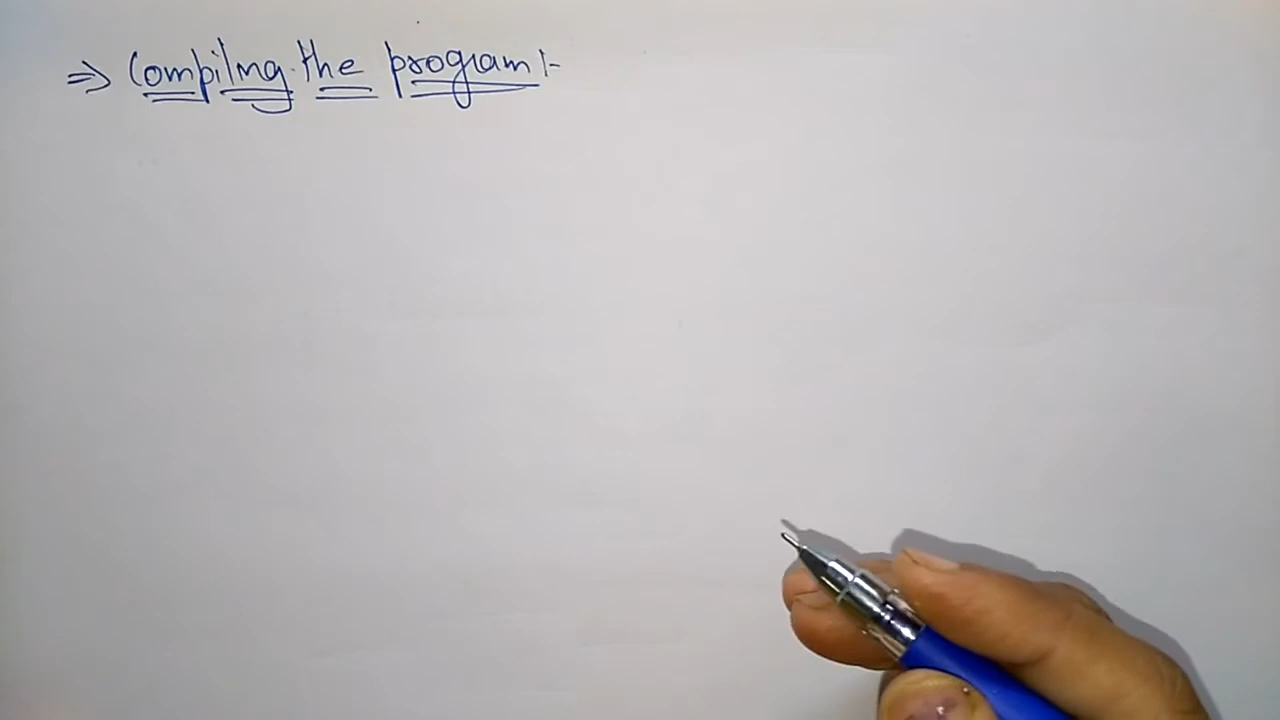 ⇒ Compiling the program:-